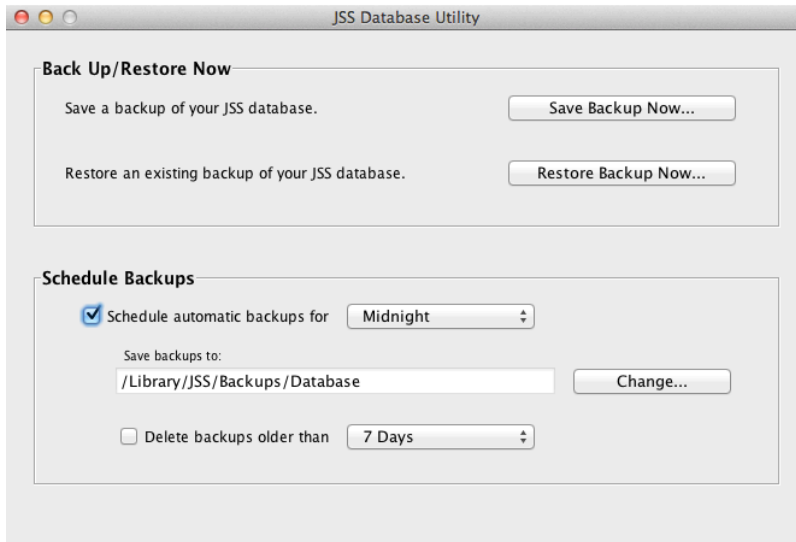 JSS Database Utility
Back Up/Restore Now
Save a backup of your JSS database.
Save Backup Now...
Restore an existing backup of your JSS database.
Restore Backup Now...
Schedule Backups
Schedule automatic backups for
Midnight
Save backups to:
/Library/JSS/Backups/Database
Change...
Delete backups older than
7 Days